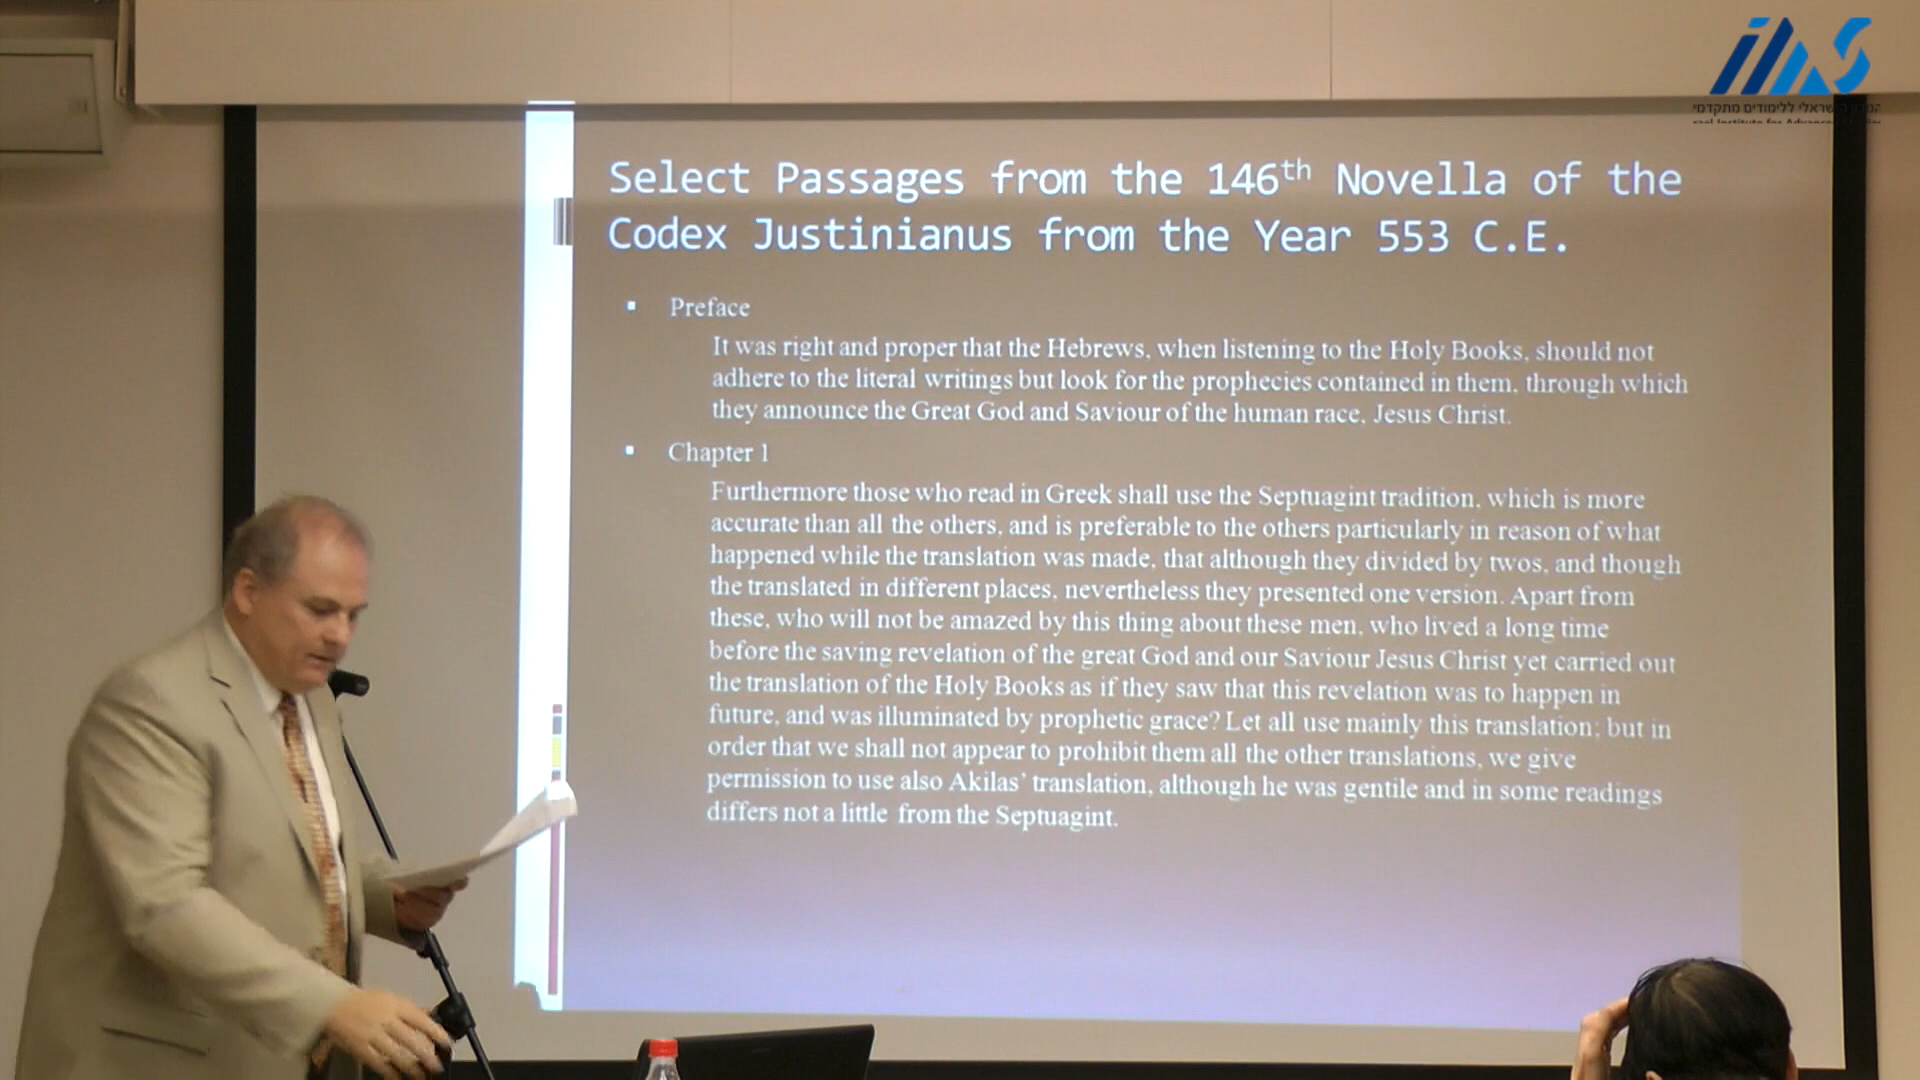 ias
ללימודים מתקדמי
Select Passages from the 146th Novella of the
Codex Justinianus from the Year 553 C.E.
▪ Preface
It was right and proper that the Hebrews, when listening to the Holy Books, should not
adhere to the literal writings but look for the prophecies contained in them, through which
they announce the Great God and Saviour of the human race, Jesus Christ.
▪ Chapter 1
Furthermore those who read in Greek shall use the Septuagint tradition, which is more
accurate than all the others, and is preferable to the others particularly in reason of what
happened while the translation was made, that although they divided by twos, and though
the translated in different places, nevertheless they presented one version. Apart from
these, who will not be amazed by this thing about these men, who lived a long time
before the saving revelation of the great God and our Saviour Jesus Christ yet carried out
the translation of the Holy Books as if they saw that this revelation was to happen in
future, and was illuminated by prophetic grace? Let all use mainly this translation; but in
order that we shall not appear to prohibit them all the other translations, we give
permission to use also Akilas' translation, although he was gentile and in some readings
differs not a little from the Septuagint.